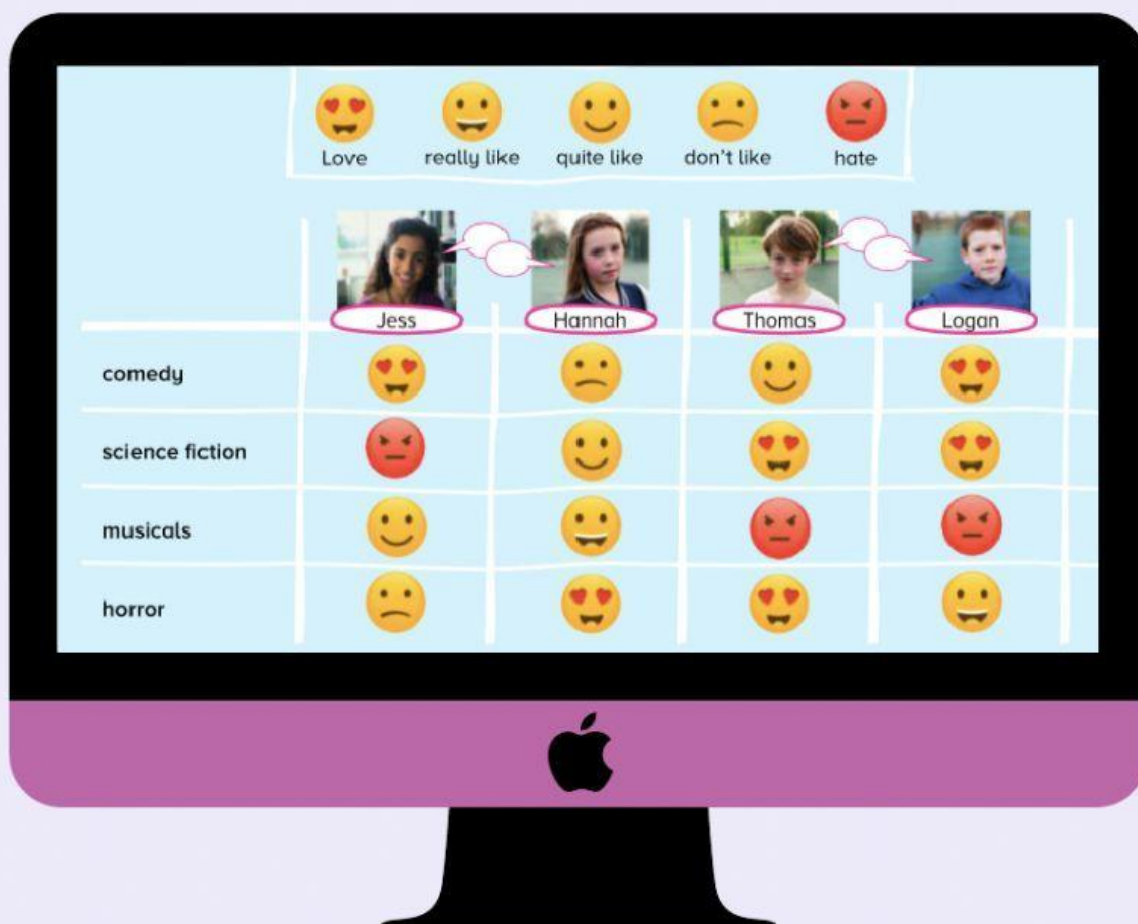 Love really like quite like don't like hate
Jess Hannah Thomas Logan
comedy
science fiction
musicals
horror